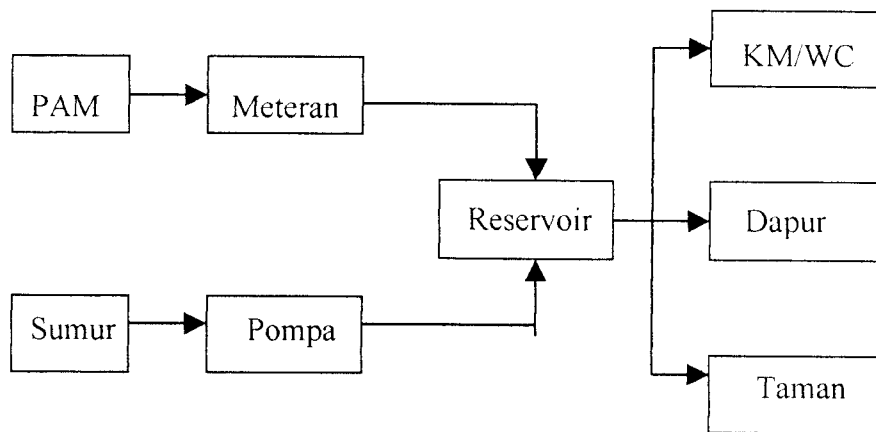 KM/WC
PAM
Meteran
Reservoir
Dapur
Sumur
Pompa
Taman